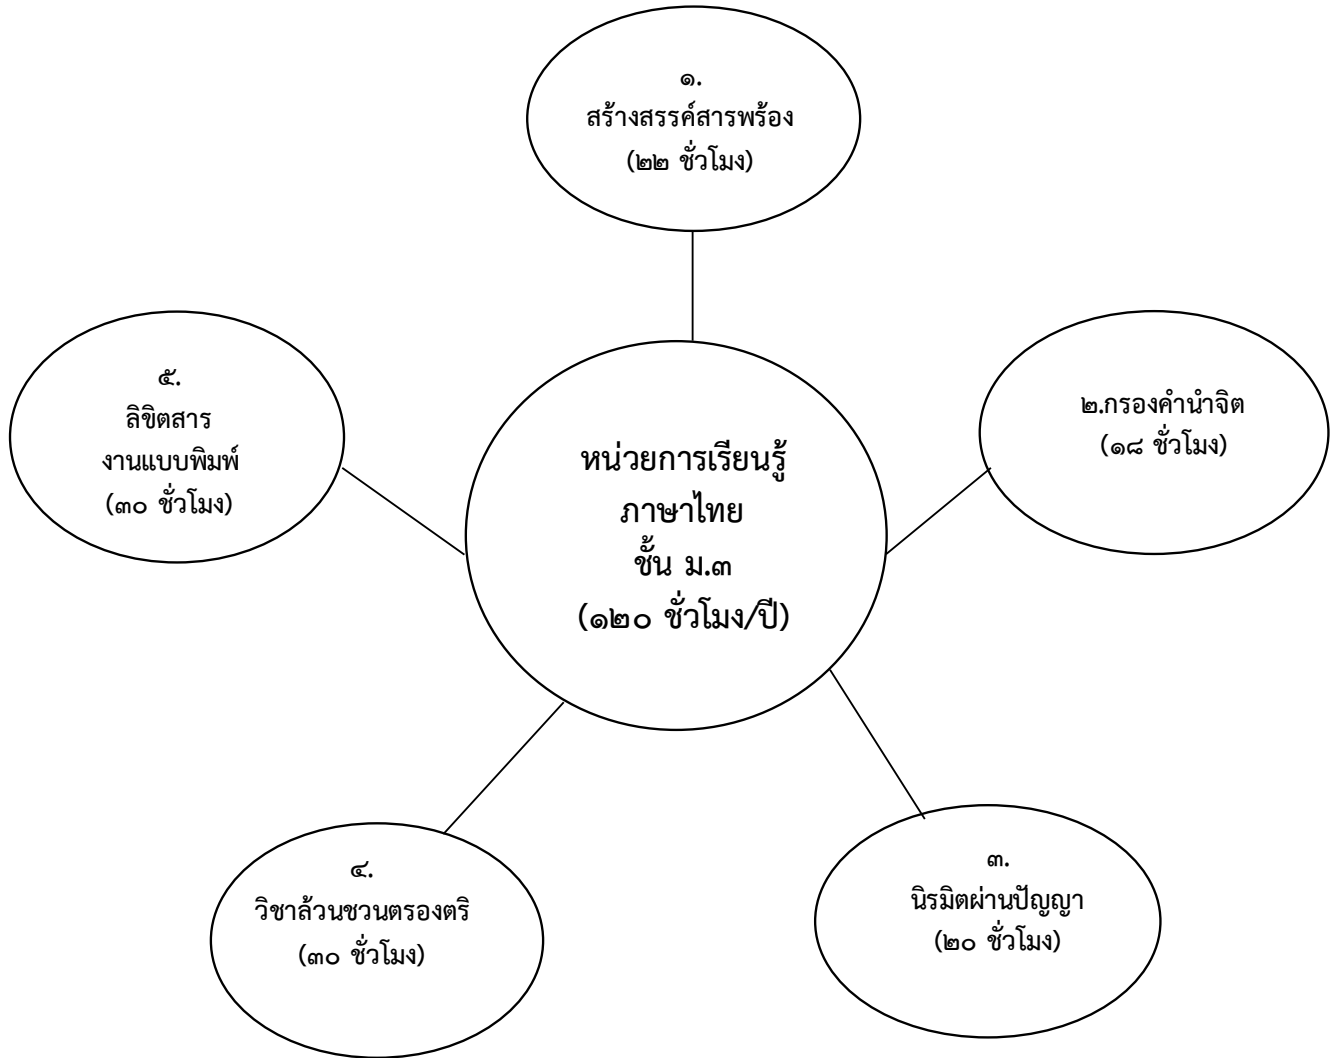 ๑.
สร้างสรรค์สารพร้อง
(๒๒ ชั่วโมง)
๒.กรองคำนำจิต
(๑๘ ชั่วโมง)
๓.
นิรมิตผ่านปัญญา
(๒๐ ชั่วโมง)
๔.
วิชาล้วนชวนตรองตริ
(๓๐ ชั่วโมง)
๕.
ลิขิตสาร
งานแบบพิมพ์
(๓๐ ชั่วโมง)
หน่วยการเรียนรู้
ภาษาไทย
ชั้น ม.๓
(๑๒๐ ชั่วโมง/ปี)